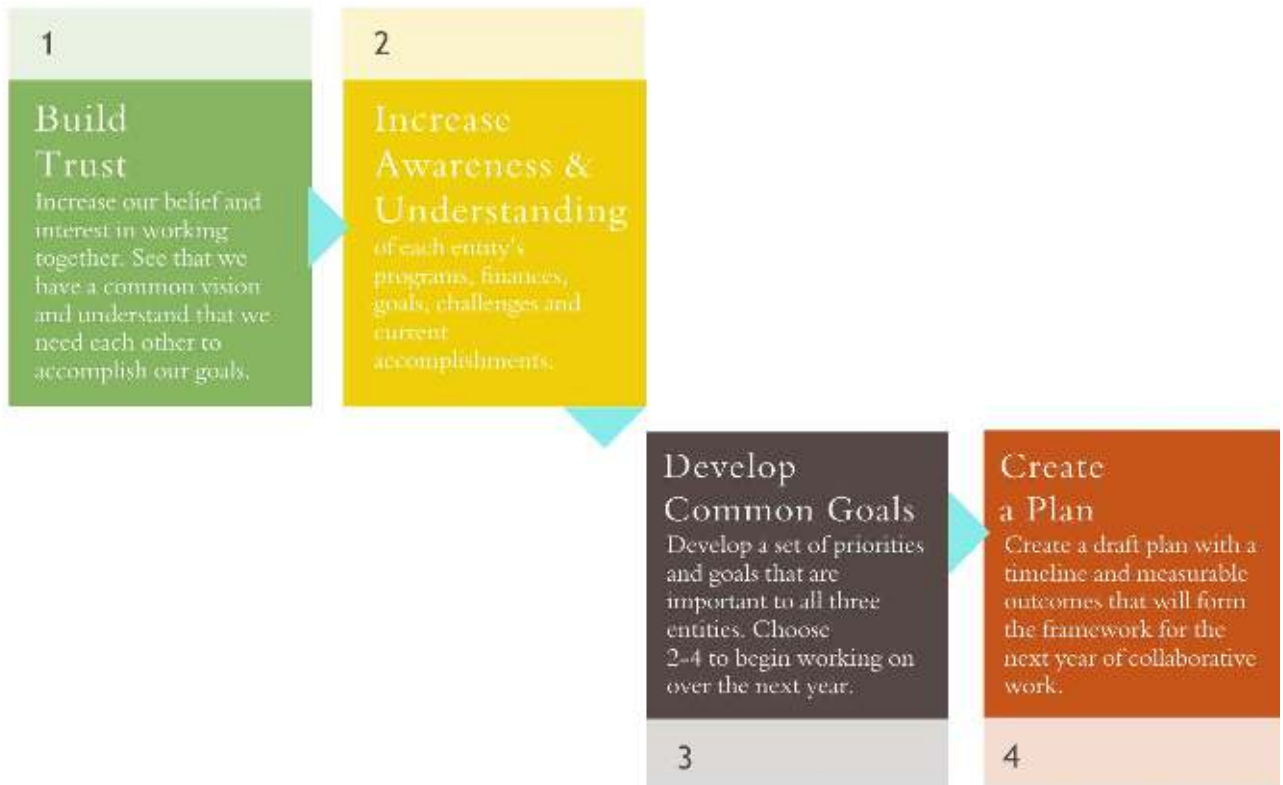 1
Build
Trust
Increase our belief and
interest in working
together. See that we
have a common vision
and understand that we
need each other to
accomplish our goals.
2
Increase
Awareness &
Understanding
of each entity's
programs, finances,
goals, challenges and
current
accomplishments.
Develop
Common Goals
Develop a set of priorities
and goals that are
important to all three
entities. Choose
2-4 to begin working on
over the next year.
3
Create
a Plan
Create a draft plan with a
timeline and measurable
outcomes that will form
the framework for the
next year of collaborative
work.
4